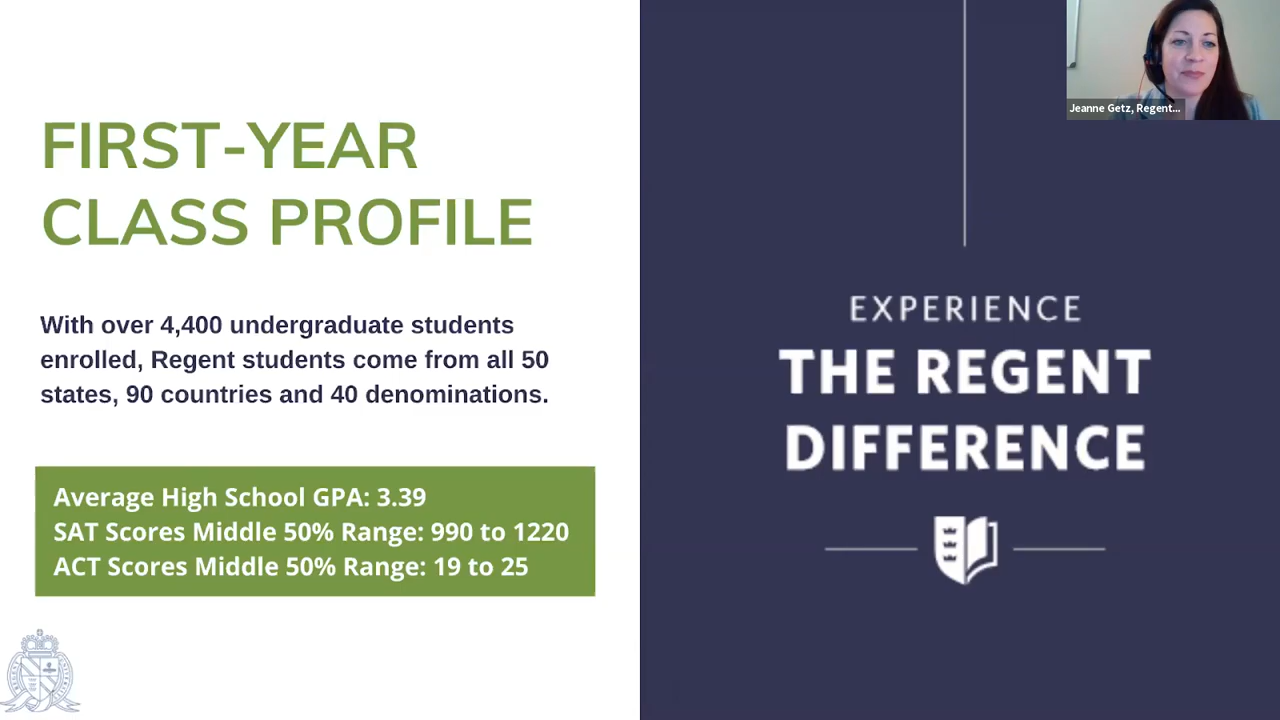 FIRST-YEAR
CLASS PROFILE
With over 4,400 undergraduate students
enrolled, Regent students come from all 50
states, 90 countries and 40 denominations.
Average High School GPA: 3.39
SAT Scores Middle 50% Range: 990 to 1220
ACT Scores Middle 50% Range: 19 to 25
EXPERIENCE
THE REGENT
DIFFERENCE
Jeanne Getz, Regent...